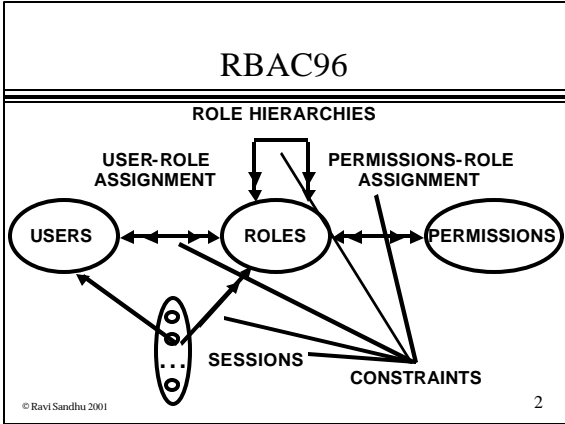 RBAC96
ROLE HIERARCHIES
USER-ROLE
ASSIGNMENT
PERMISSIONS-ROLE
ASSIGNMENT
USERS
ROLES
PERMISSIONS
...
SESSIONS
CONSTRAINTS
© Ravi Sandhu 2001
2